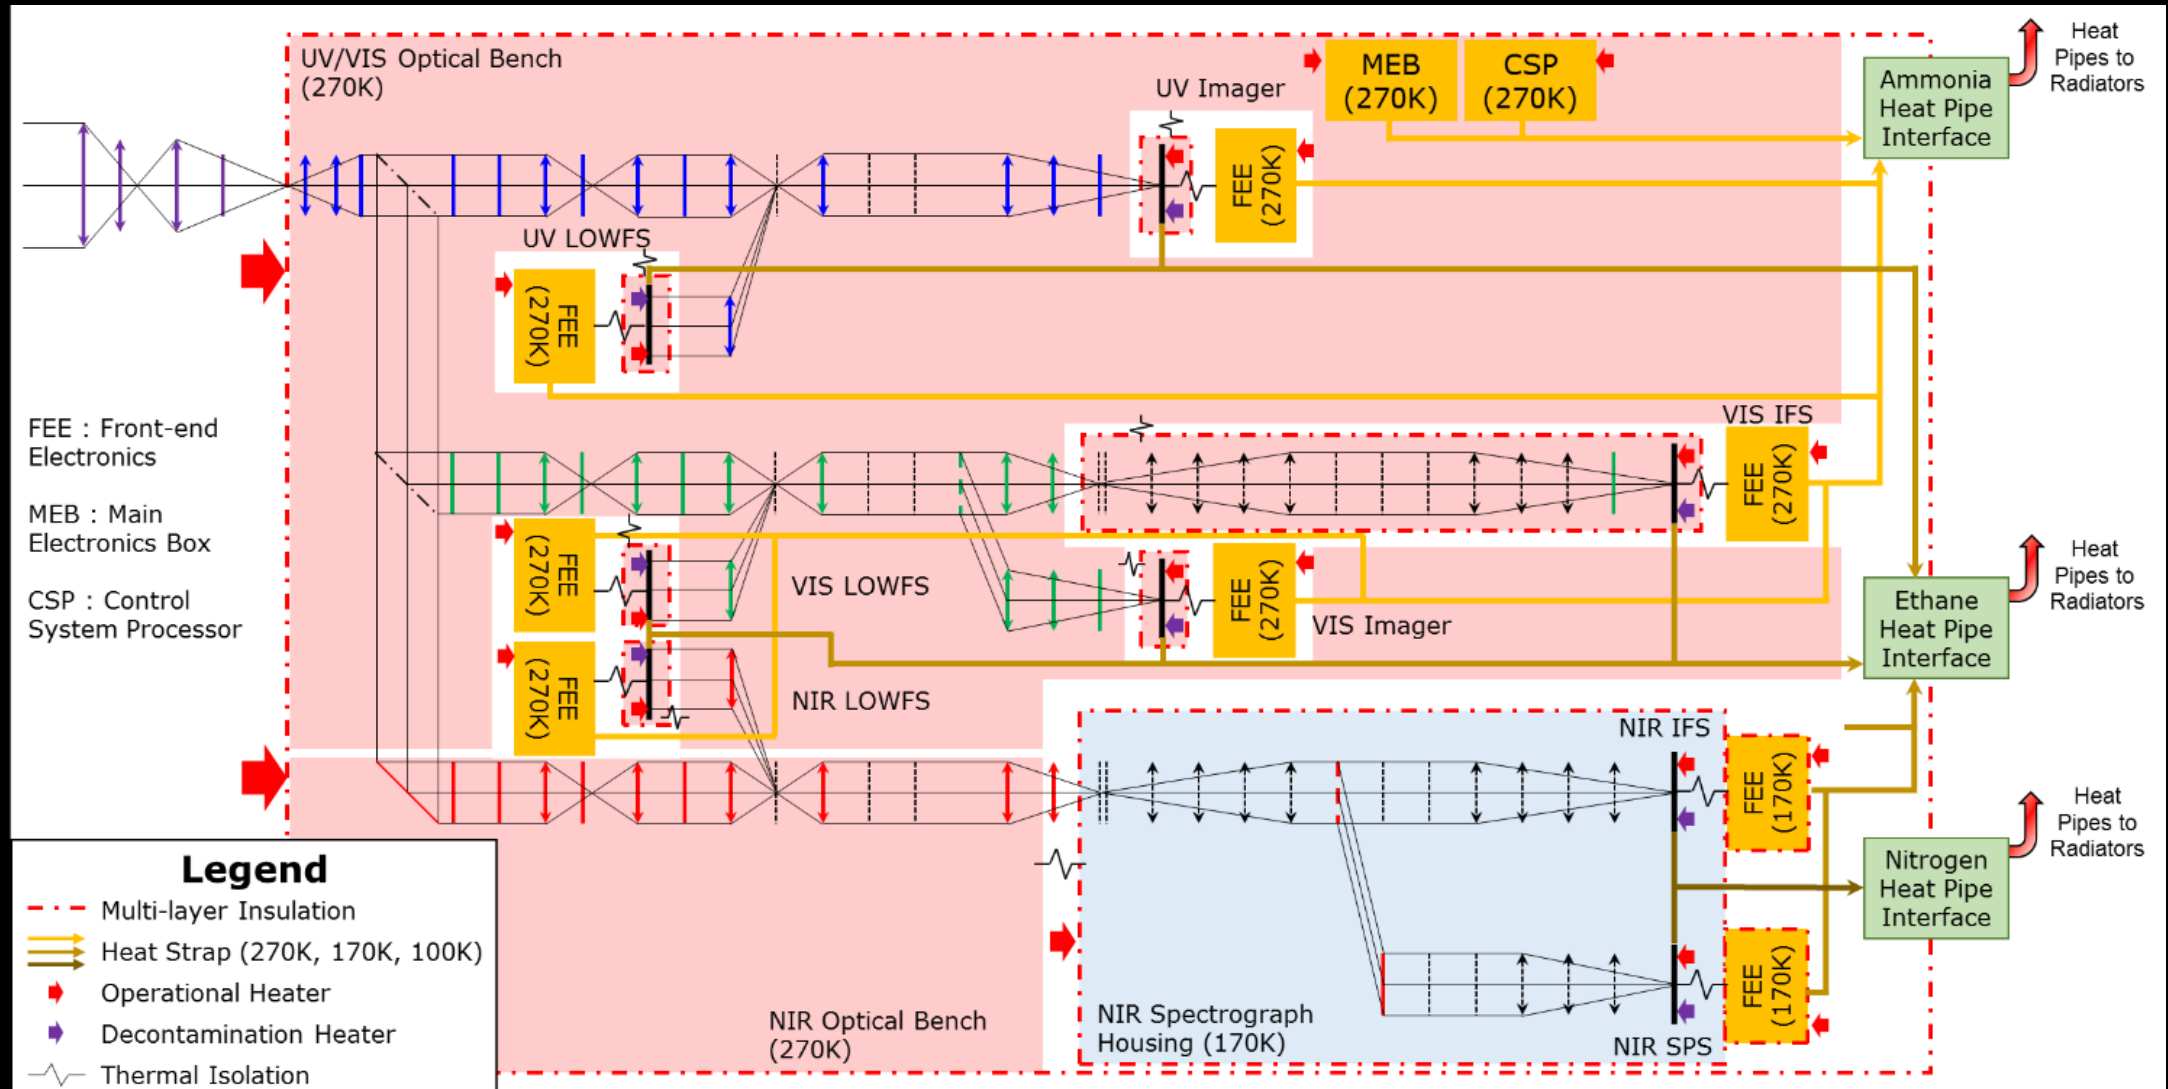 UV/VIS Optical Bench
(270K)
UV Imager
MEB
(270K)
CSP
(270K)
Ammonia
Heat Pipe
Interface
Heat
Pipes to
Radiators
FEE
(270K)
UV LOWFS
FEE
(270K)
FEE : Front-end
Electronics
MEB : Main
Electronics Box
CSP : Control
System Processor
VIS IFS
FEE
(270K)
FEE
(270K)
VIS LOWFS
FEE
(270K)
VIS Imager
Ethane
Heat Pipe
Interface
Heat
Pipes to
Radiators
FEE
(270K)
NIR LOWFS
NIR IFS
FEE
(170K)
Heat
Pipes to
Radiators
Nitrogen
Heat Pipe
Interface
FEE
(170K)
NIR Optical Bench
(270K)
NIR Spectrograph
Housing (170K)
NIR SPS
Legend
Multi-layer Insulation
Heat Strap (270K, 170K, 100K)
Operational Heater
Decontamination Heater
Thermal Isolation